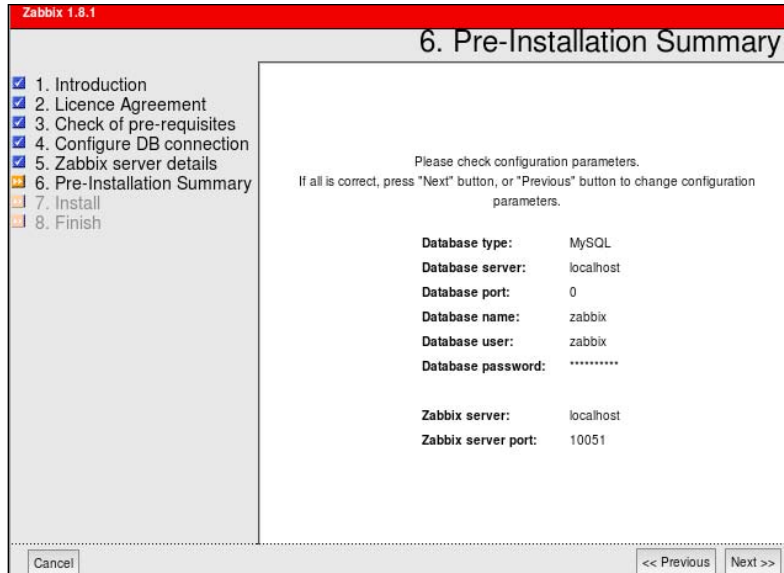 Zabbix 1.8.1
6. Pre-Installation Summary
1. Introduction
2. Licence Agreement
3. Check of pre-requisites
4. Configure DB connection
5. Zabbix server details
6. Pre-Installation Summary
7. Install
8. Finish
Please check configuration parameters.
If all is correct, press "Next" button, or "Previous" button to change configuration
parameters.
Database type: MySQL
Database server: localhost
Database port: 0
Database name: zabbix
Database user: zabbix
Database password: **********
Zabbix server: localhost
Zabbix server port: 10051
Cancel
<< Previous
Next >>